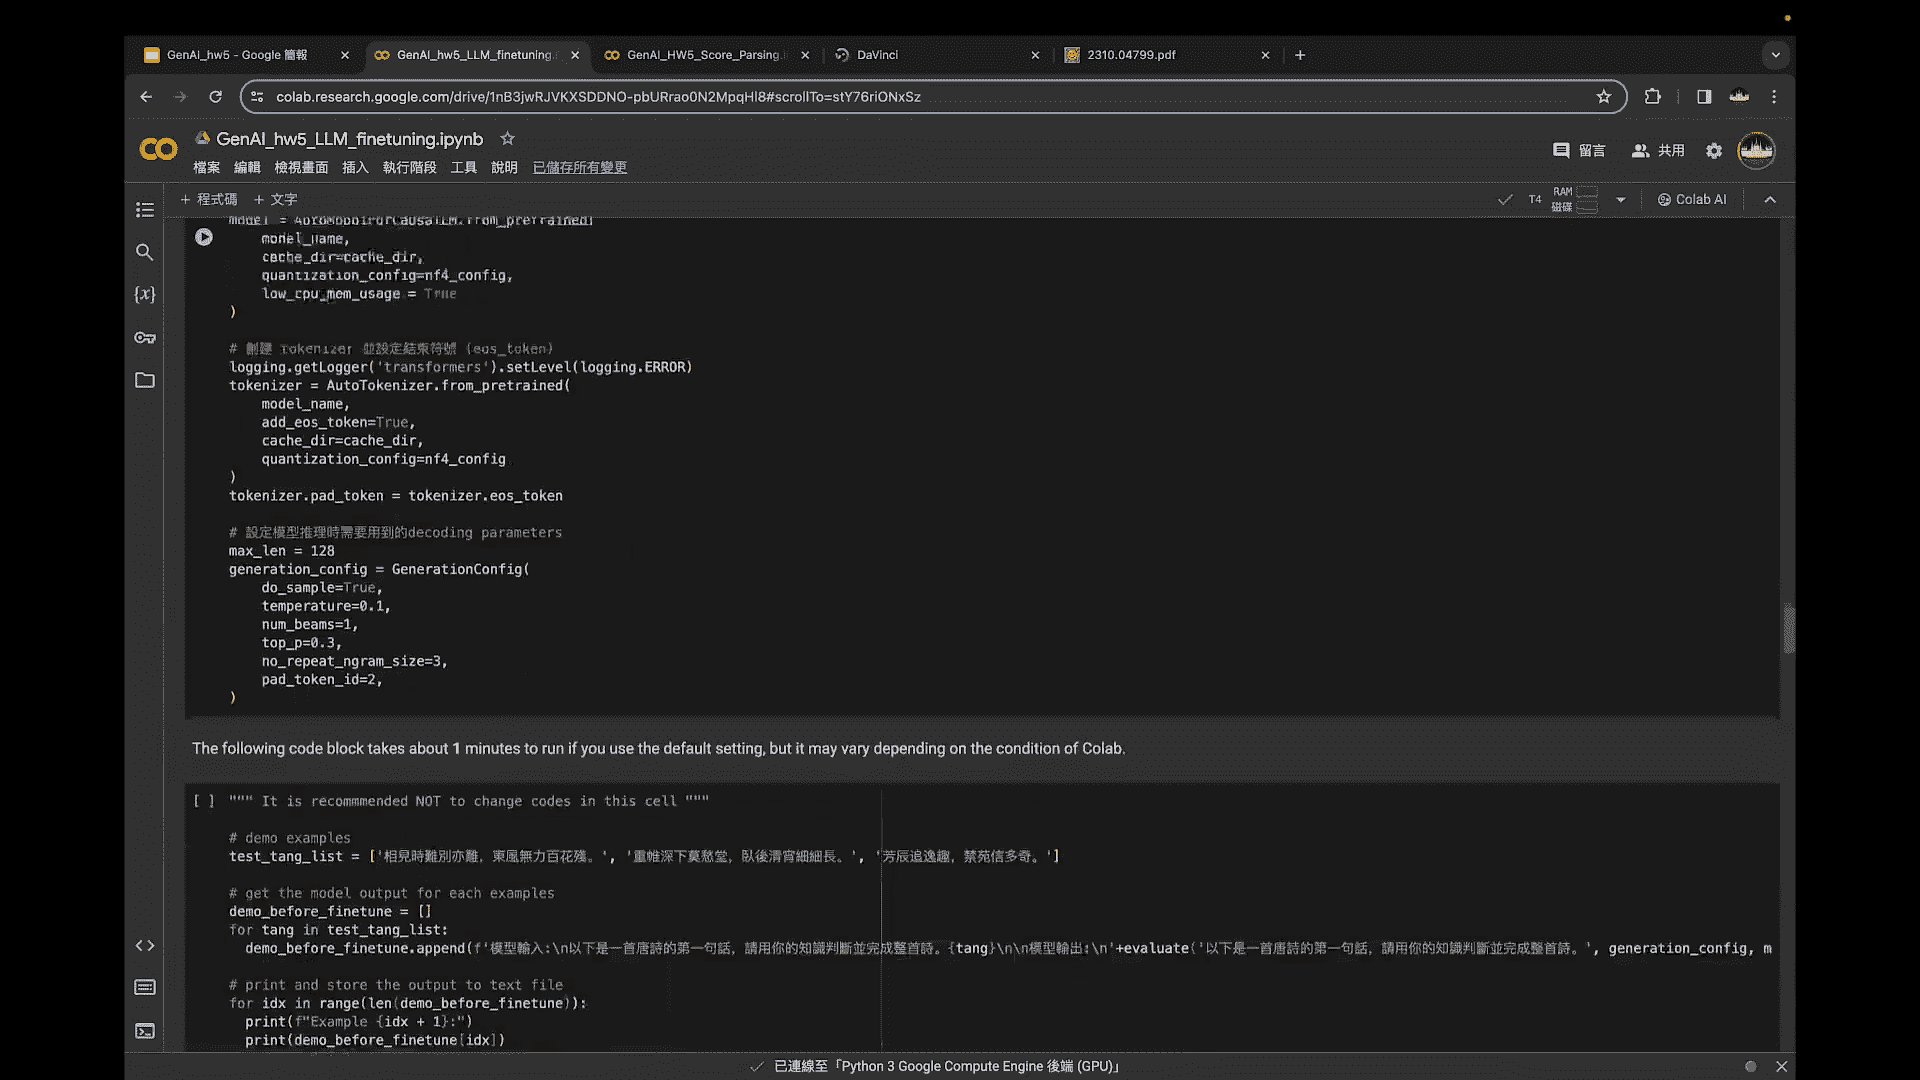 GenAI_hw5 - Google 簡報
GenAI_hw5_LLM_finetuning.
GenAI_HW5_Score_Parsing.i
DaVinci
2310.04799.pdf
colab.research.google.com/drive/1nB3jwRJVKXSDDNO-pbURrao0N2MpqHl8#scrollTo=stY76riONxSz
GenAI_hw5_LLM_finetuning.ipynb
檔案 編輯 檢視畫面 插入 執行階段 工具 說明 已儲存所有變更
留言 共用
+ 程式碼 + 文字
T4 RAM 磁碟 Colab AI
model = AutoModelForCausalLM.from_pretrained(
model_name,
cache_dir=cache_dir,
quantization_config=nf4_config,
low_cpu_mem_usage = True
)
# 創建 tokenizer 並設定結束符號 (eos_token)
logging.getLogger('transformers').setLevel(logging.ERROR)
tokenizer = AutoTokenizer.from_pretrained(
model_name,
add_eos_token=True,
cache_dir=cache_dir,
quantization_config=nf4_config
)
tokenizer.pad_token = tokenizer.eos_token
# 設定模型推理時需要用到的decoding parameters
max_len = 128
generation_config = GenerationConfig(
do_sample=True,
temperature=0.1,
num_beams=1,
top_p=0.3,
no_repeat_ngram_size=3,
pad_token_id=2,
)
The following code block takes about 1 minutes to run if you use the default setting, but it may vary depending on the condition of Colab.
[ ] """ It is recommmended NOT to change codes in this cell """
# demo examples
test_tang_list = ['相見時難別亦難，東風無力百花殘。', '重帷深下莫愁堂，臥後清宵細細長。', '芳辰追逸趣，禁苑信多奇。']
# get the model output for each examples
demo_before_finetune = []
for tang in test_tang_list:
demo_before_finetune.append(f'模型輸入:\n以下是一首唐詩的第一句話，請用你的知識判斷並完成整首詩。{tang}\n\n模型輸出:\n'+evaluate('以下是一首唐詩的第一句話，請用你的知識判斷並完成整首詩。', generation_config, m
# print and store the output to text file
for idx in range(len(demo_before_finetune)):
print(f"Example {idx + 1}:")
print(demo_before_finetune[idx])
已連線至「Python 3 Google Compute Engine 後端 (GPU)」